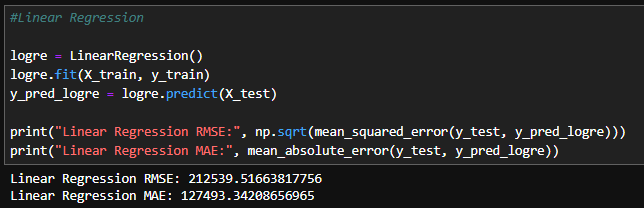 #Linear Regression
logre = LinearRegression()
logre.fit(X_train, y_train)
y_pred_logre = logre.predict(X_test)
print("Linear Regression RMSE:", np.sqrt(mean_squared_error(y_test, y_pred_logre)))
print("Linear Regression MAE:", mean_absolute_error(y_test, y_pred_logre))
Linear Regression RMSE: 212539.51663817756
Linear Regression MAE: 127493.34208656965